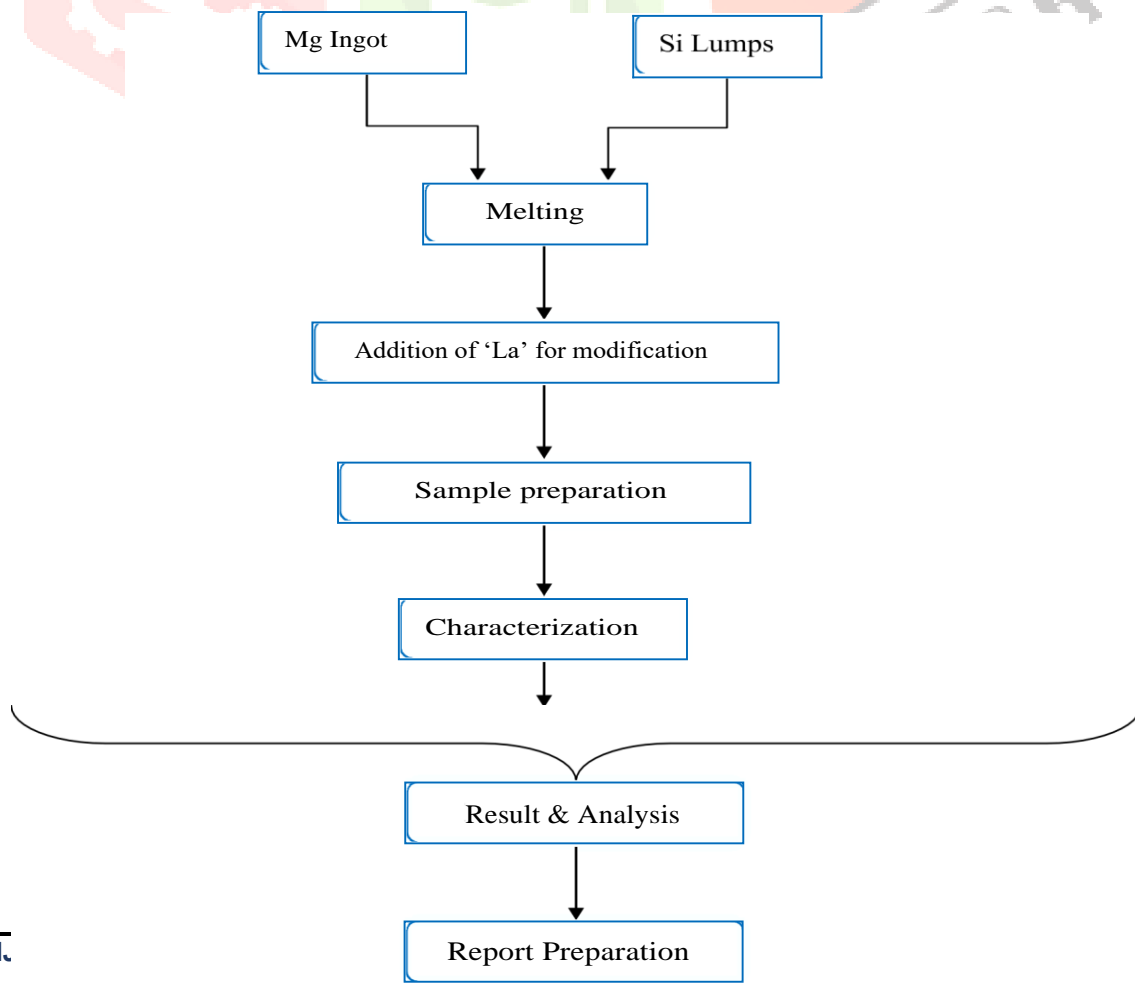 Mg Ingot
Si Lumps
Melting
Addition of ‘La’ for modification
Sample preparation
Characterization
Result & Analysis
Report Preparation